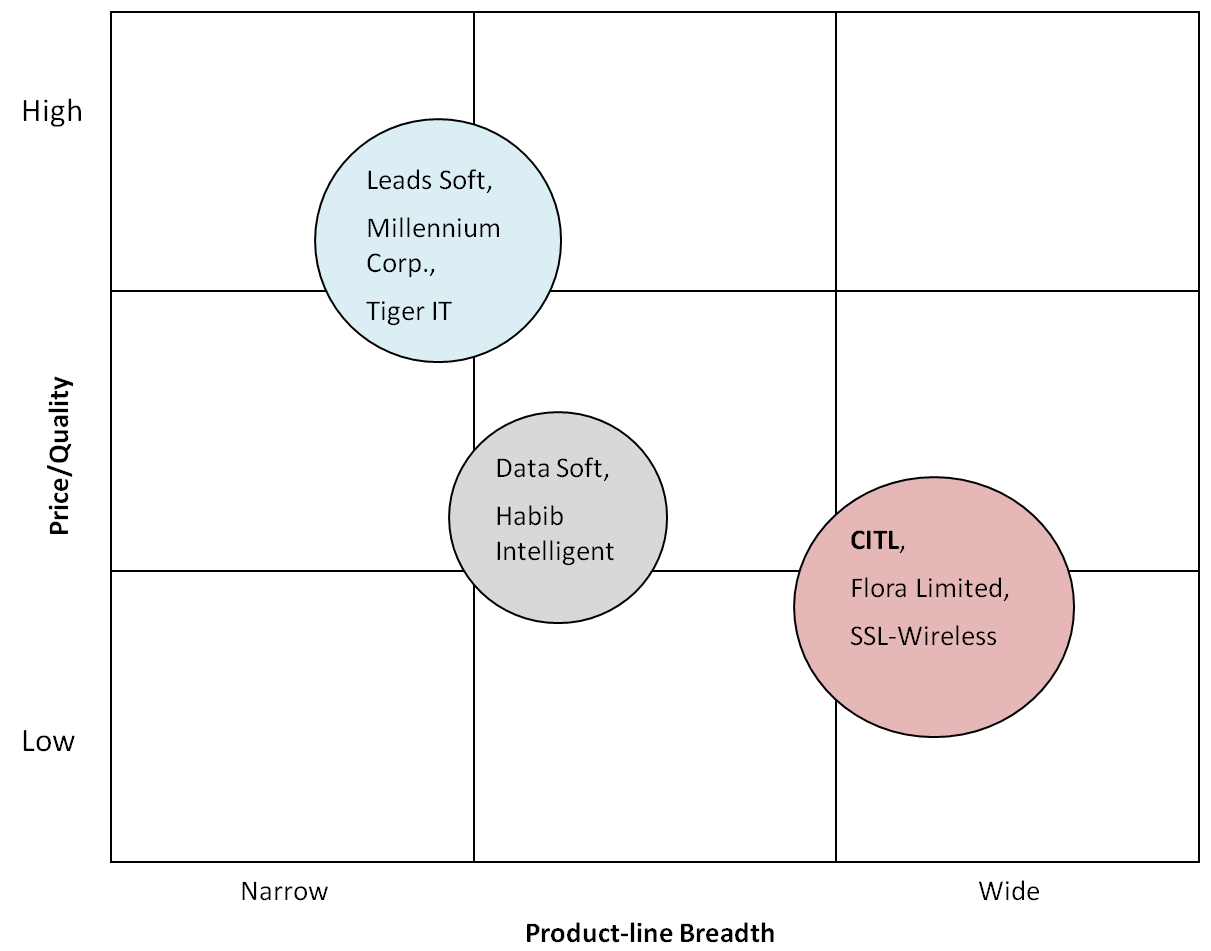 High
Leads Soft,
Millennium
Corp.,
Tiger IT
Price/Quality
Data Soft,
Habib
Intelligent
CITL,
Flora Limited,
SSL-Wireless
Low
Narrow
Wide
Product-line Breadth